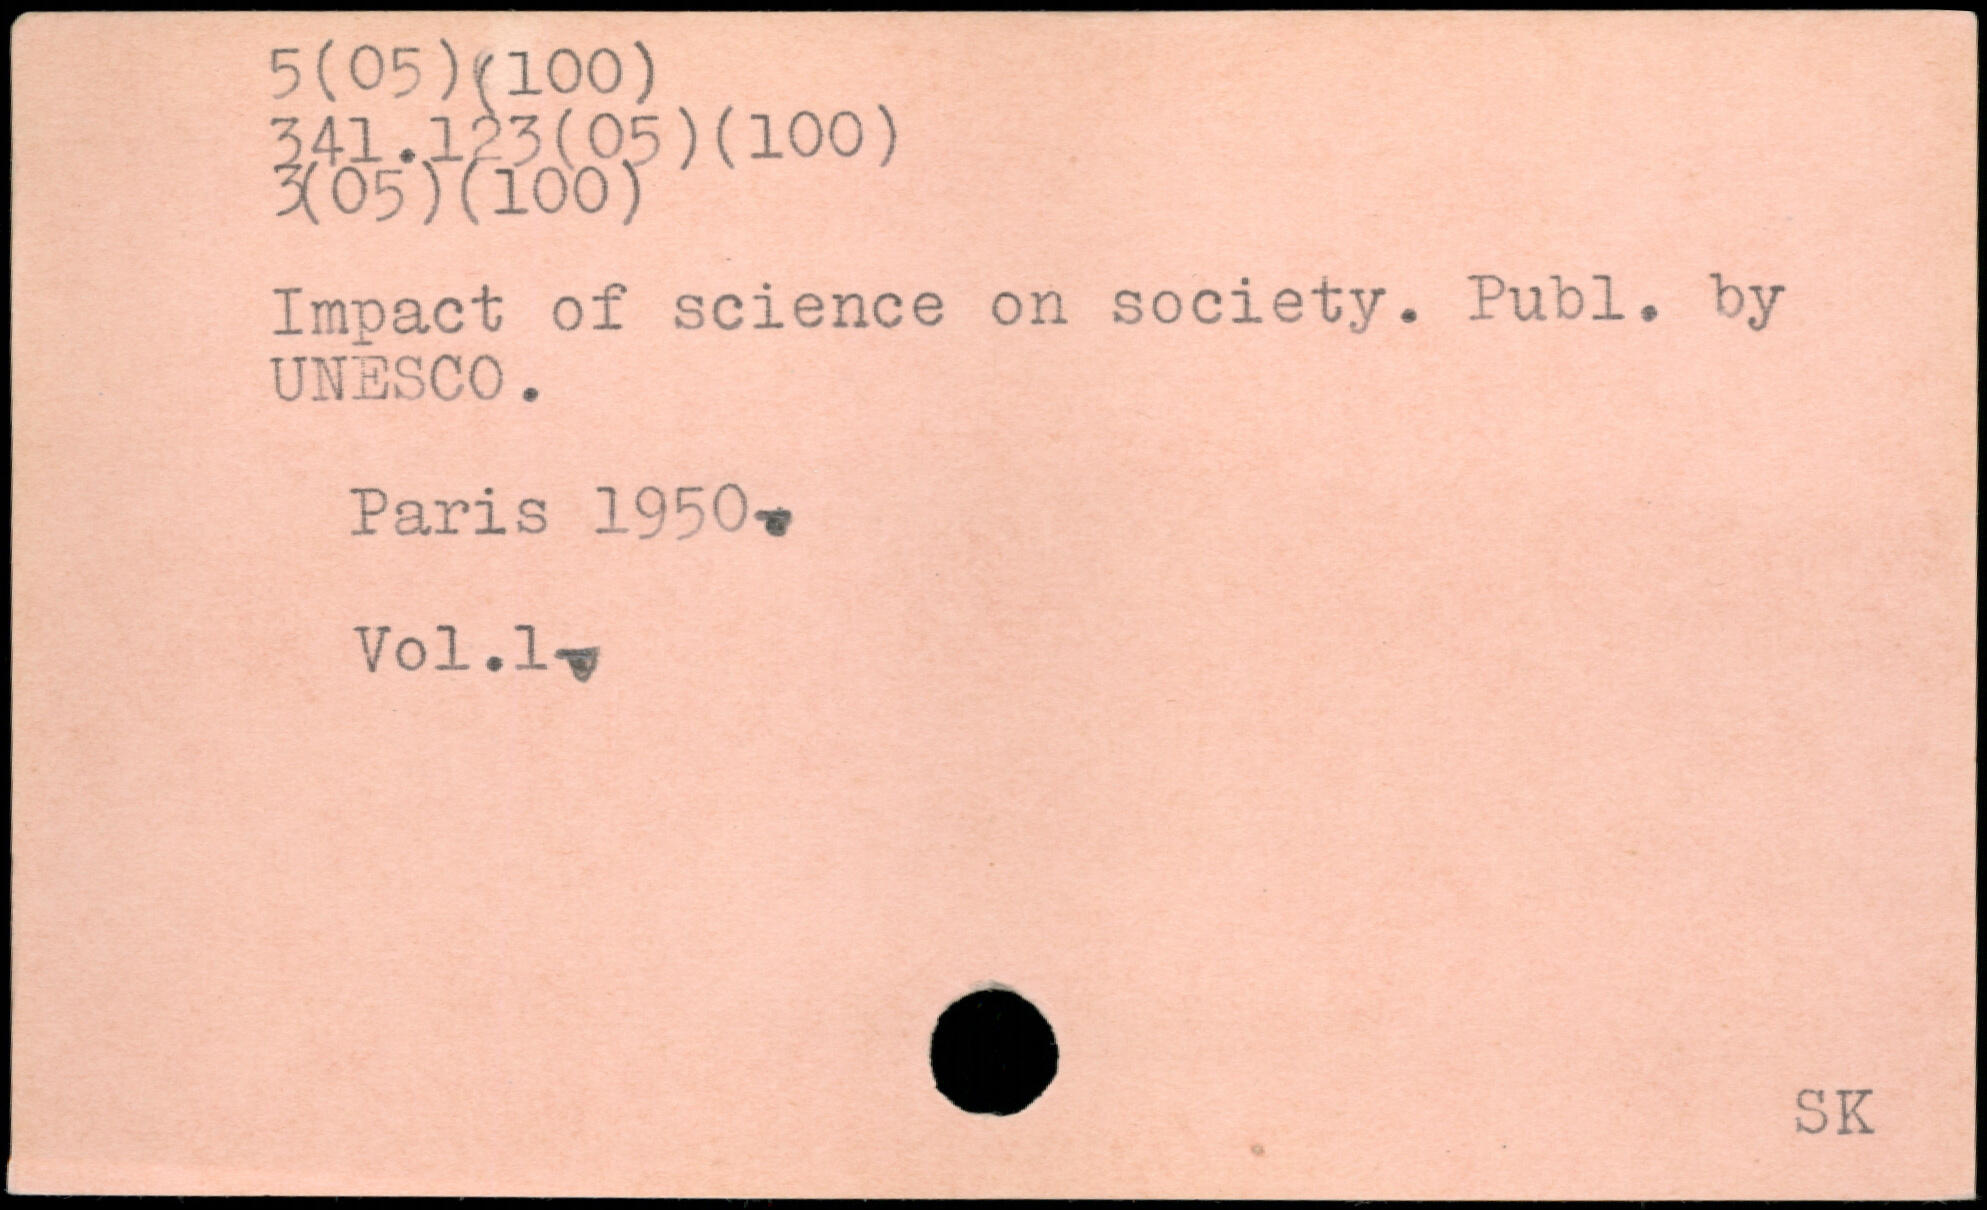 5(05)(100)
341.123(05)(100)
3(05)(100)
Impact of science on society. Publ. by
UNESCO.
Paris 1950-
Vol.1-
SK